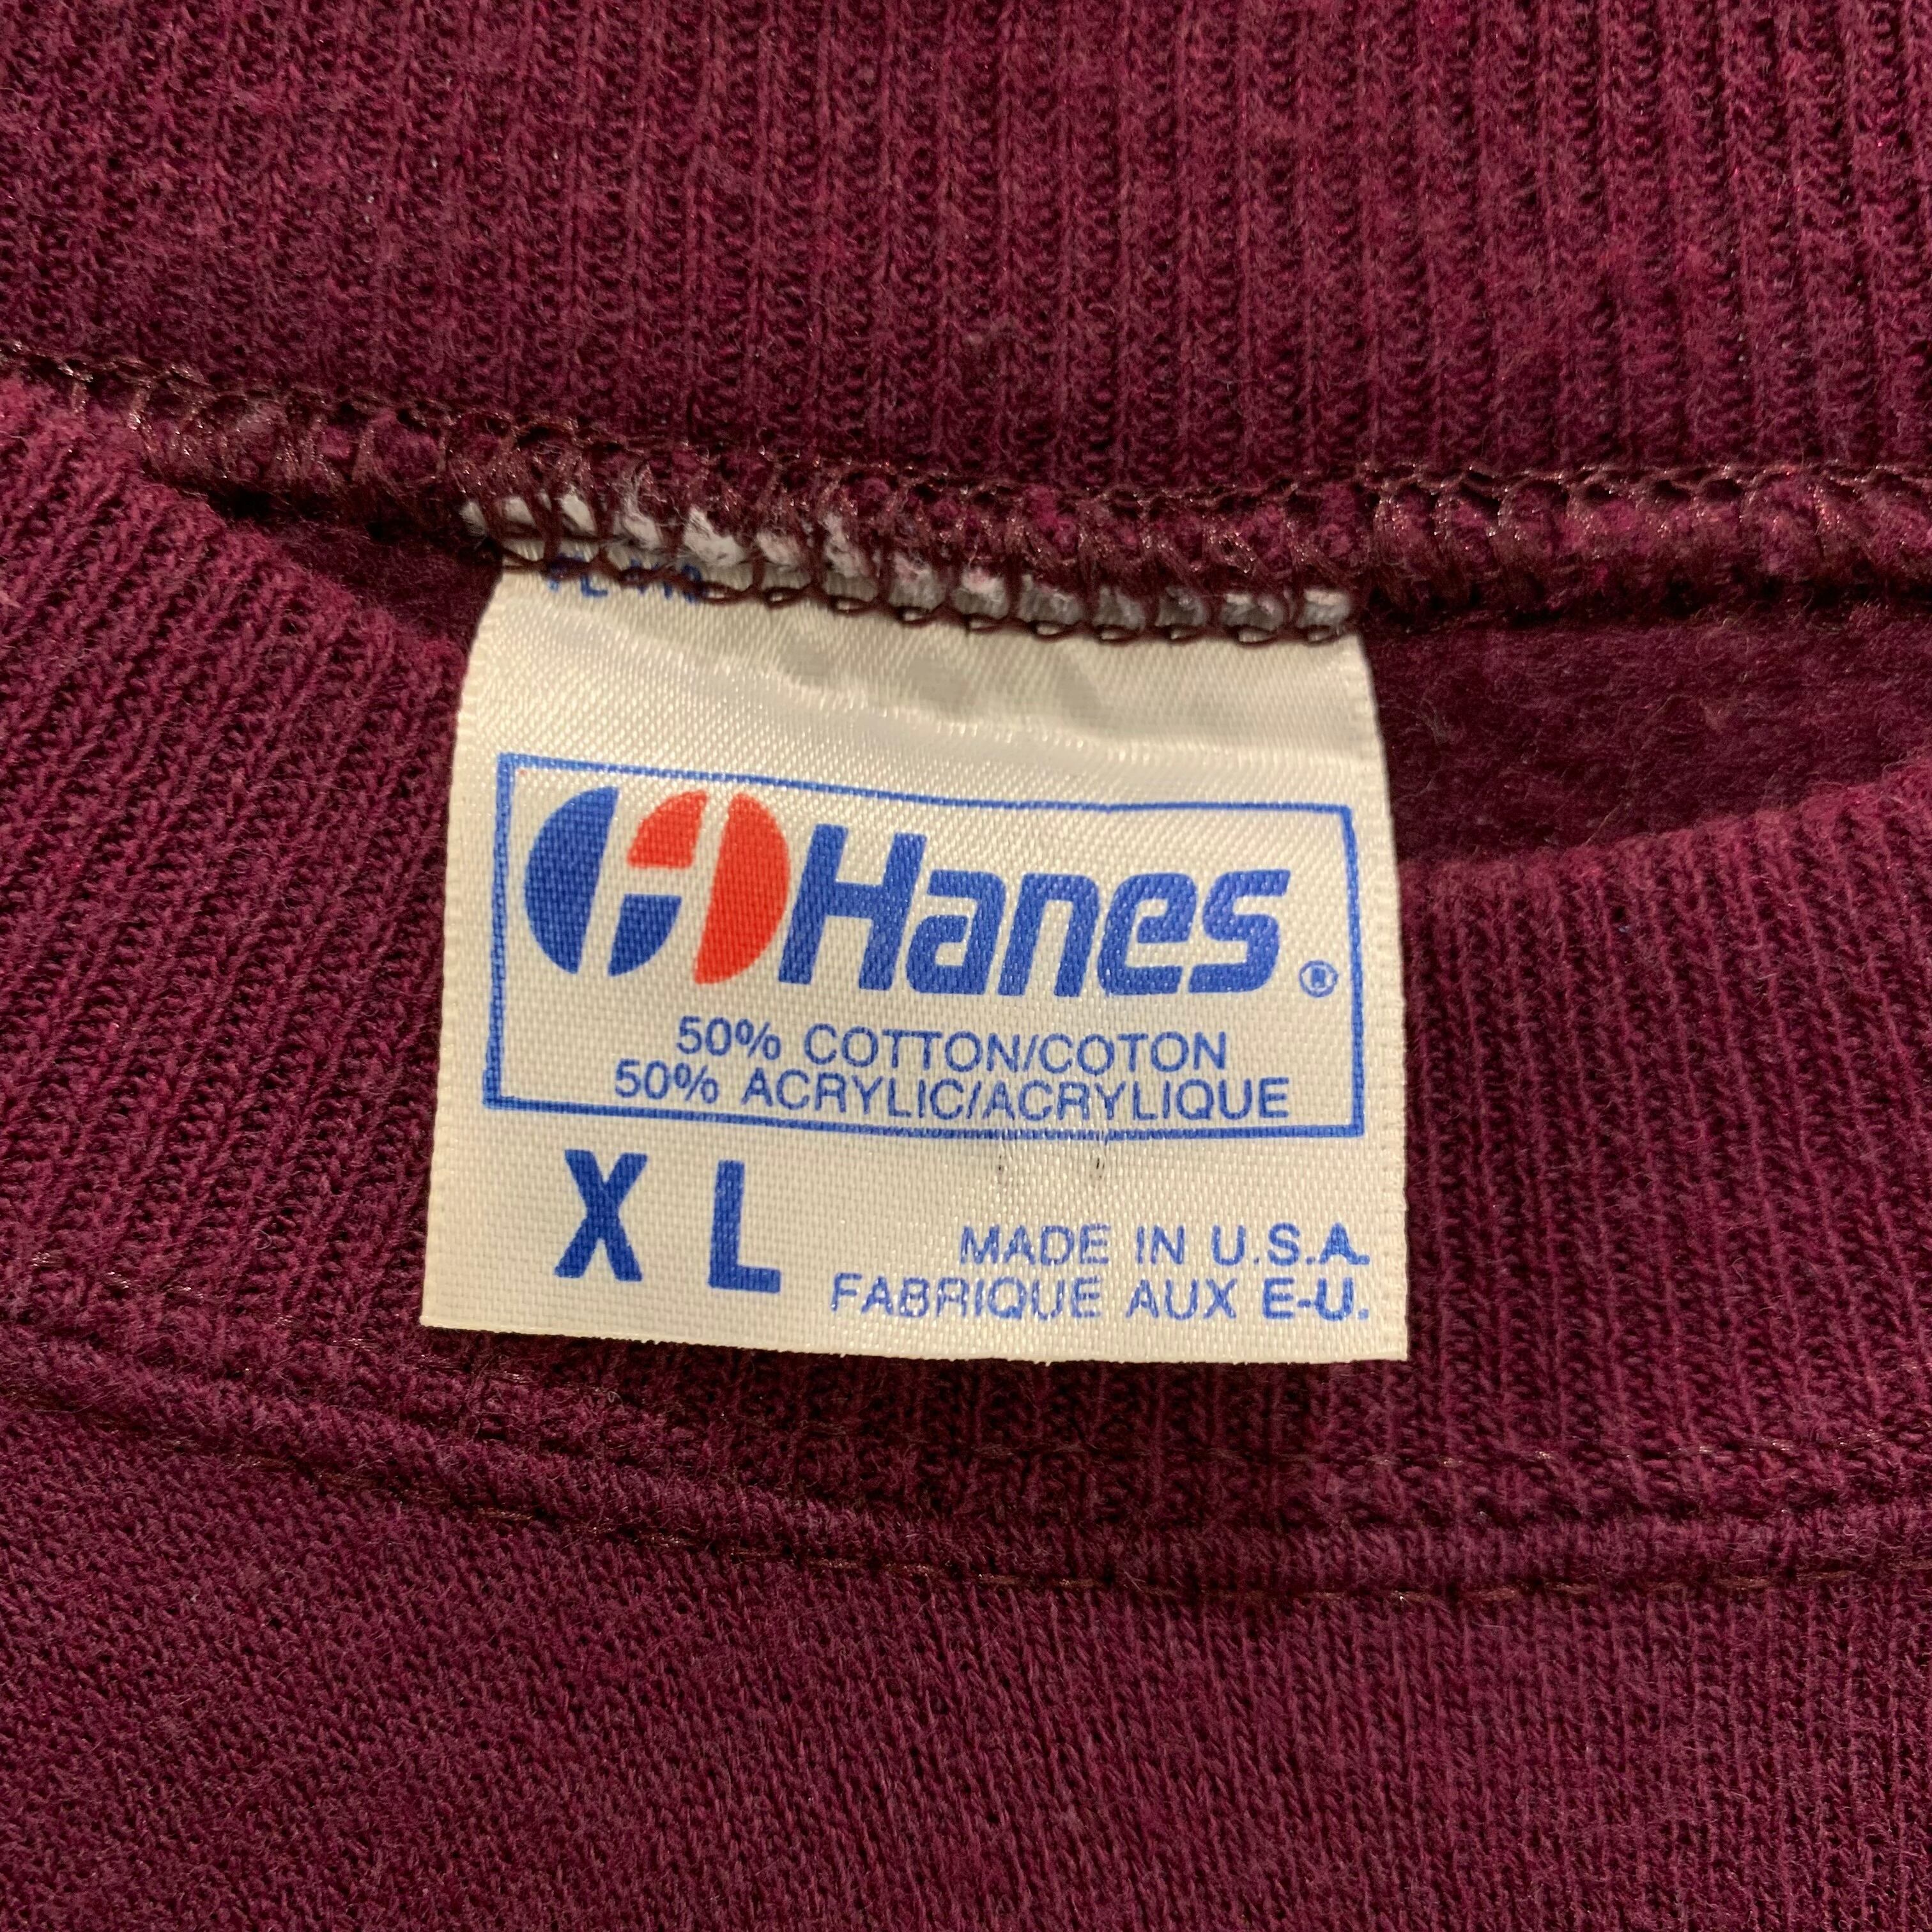 Hanes®
50% COTTON/COTON
50% ACRYLIC/ACRYLIQUE
XL
MADE IN U.S.A.
FABRIQUE AUX E-U.